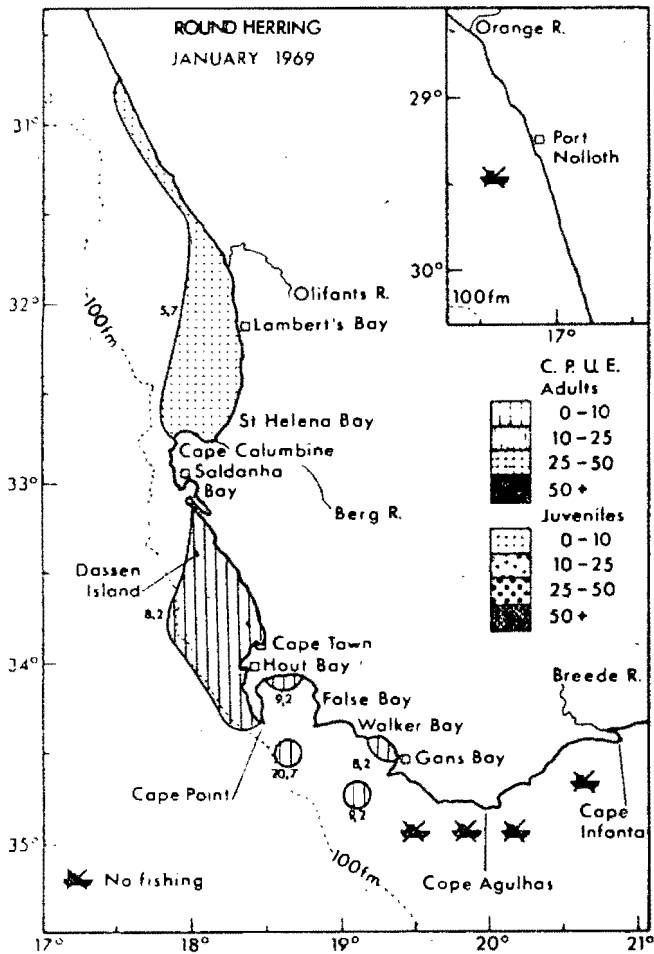 ROUND HERRING
JANUARY 1969
Orange R.
29°
Port
Nolloth
30°
100fm
17°
31°
Olifants R.
32°
100fm
5,7
Lambert's Bay
C. P. U. E.
Adults
0-10
10-25
25-50
50+
Juveniles
0-10
10-25
25-50
50+
St Helena Bay
Cape Columbine
Saldanha
Bay
33°
Berg R.
Dassen
Island
8,2
Cape Town
34°
Hout Bay
Breede R.
9,2
False Bay
Walker Bay
8,2
Gans Bay
20,7
Cape Point
9,2
Cape
Infanta
35°
100fm
No fishing
Cape Agulhas
17°
18°
19°
20°
21°